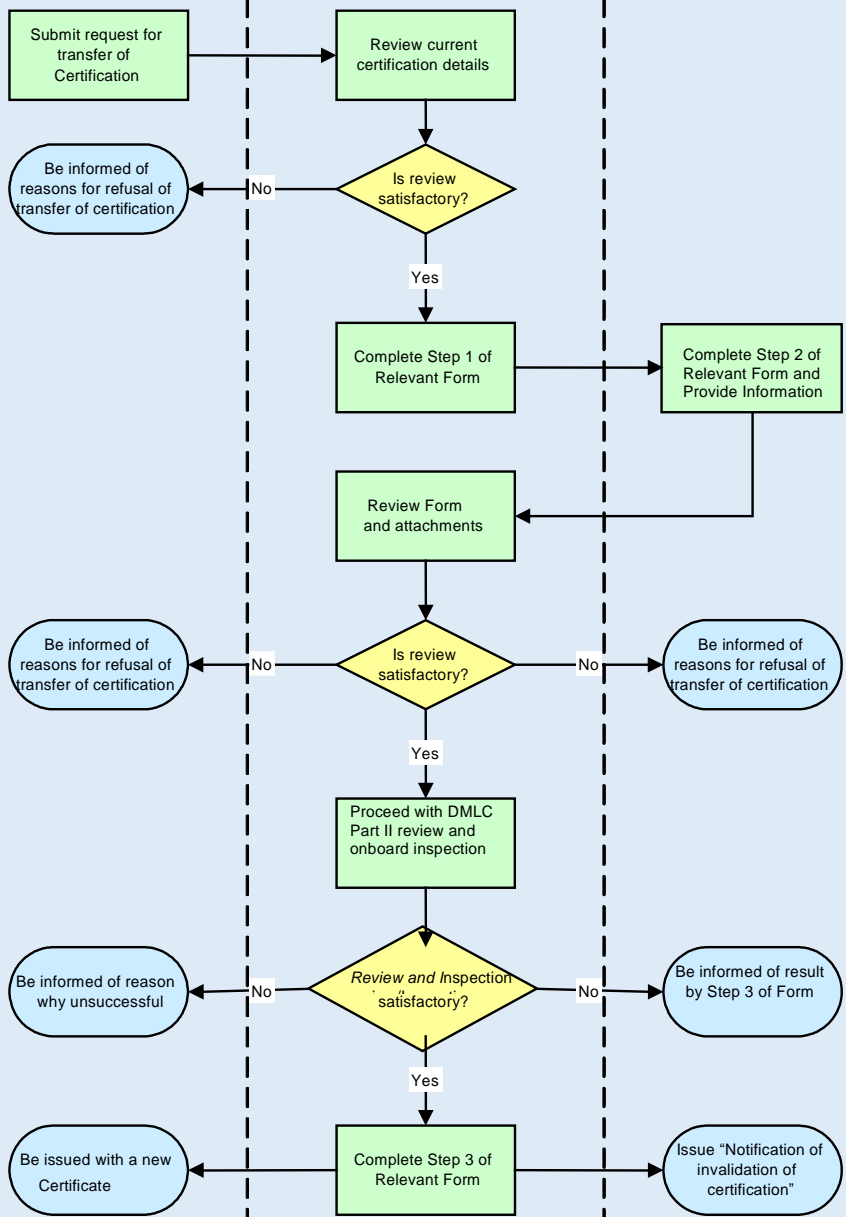 Submit request for
transfer of
Certification
Review current
certification details
Be informed of
reasons for refusal of
transfer of certification
No
Is review
satisfactory?
Yes
Complete Step 1 of
Relevant Form
Complete Step 2 of
Relevant Form and
Provide Information
Review Form
and attachments
Be informed of
reasons for refusal of
transfer of certification
No
Is review
satisfactory?
No
Be informed of
reasons for refusal of
transfer of certification
Yes
Proceed with DMLC
Part II review and
onboard inspection
Be informed of reason
why unsuccessful
No
Review and Inspection
satisfactory?
No
Be informed of result
by Step 3 of Form
Yes
Be issued with a new
Certificate
Complete Step 3 of
Relevant Form
Issue “Notification of
invalidation of
certification”